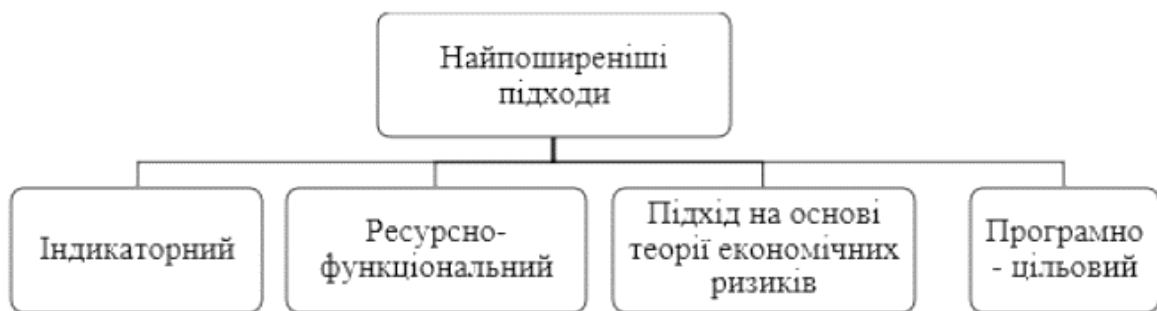 Найпоширеніші
підходи
Індикаторний
Ресурсно-
функціональний
Підхід на основі
теорії економічних
ризиків
Програмно
- цільовий